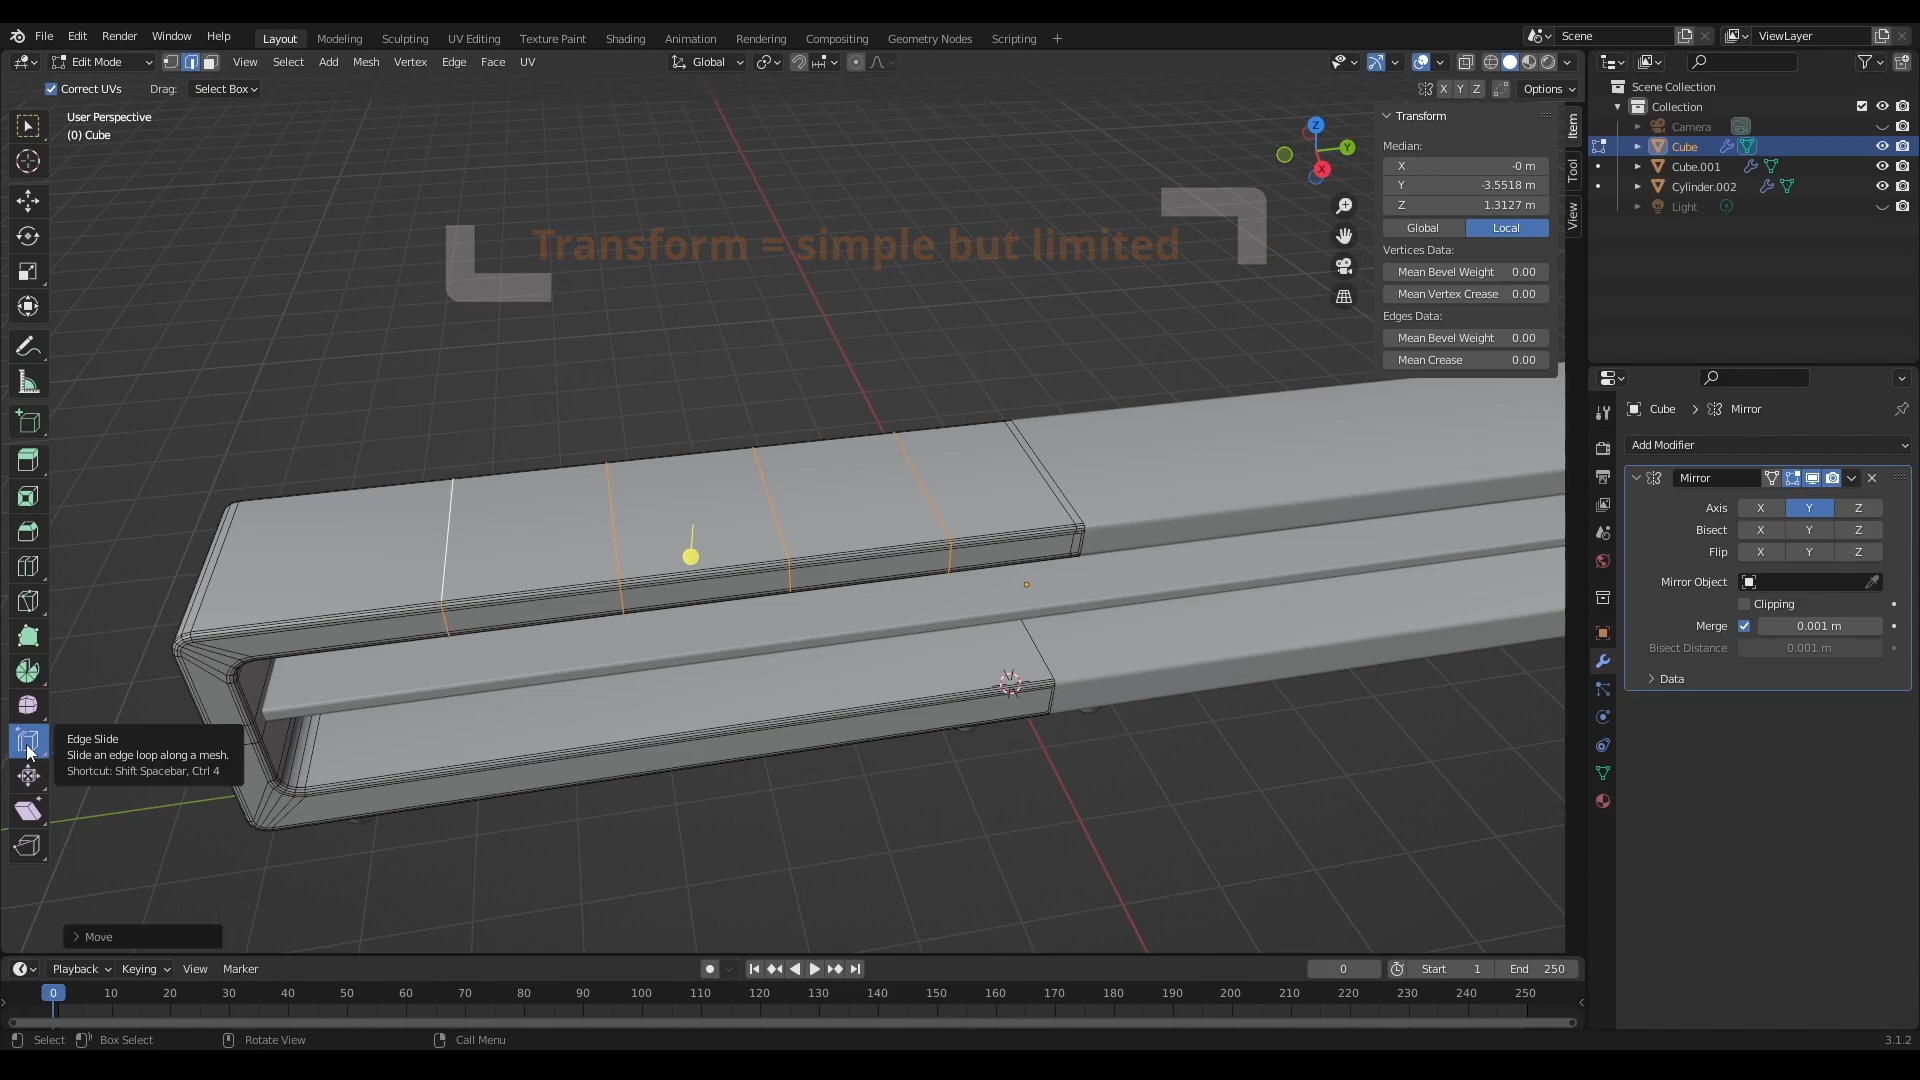 File Edit Render Window Help Layout Modeling Sculpting UV Editing Texture Paint Shading Animation Rendering Compositing Geometry Nodes Scripting + Scene ViewLayer
Edit Mode View Select Add Mesh Vertex Edge Face UV Global
Correct UVs Drag: Select Box X Y Z Options
User Perspective
(0) Cube
Transform = simple but limited
Z
Y
X
Transform
Median:
X -0 m
Y -3.5518 m
Z 1.3127 m
Global Local
Vertices Data:
Mean Bevel Weight 0.00
Mean Vertex Crease 0.00
Edges Data:
Mean Bevel Weight 0.00
Mean Crease 0.00
Item
Tool
View
Scene Collection
Collection
Camera
Cube
Cube.001
Cylinder.002
Light
Cube > Mirror
Add Modifier
Mirror
Axis X Y Z
Bisect X Y Z
Flip X Y Z
Mirror Object
Clipping
Merge 0.001 m
Bisect Distance 0.001 m
Data
Edge Slide
Slide an edge loop along a mesh.
Shortcut: Shift Spacebar, Ctrl 4
Move
Playback Keying View Marker 0 Start 1 End 250
0 10 20 30 40 50 60 70 80 90 100 110 120 130 140 150 160 170 180 190 200 210 220 230 240 250
Select Box Select Rotate View Call Menu 3.1.2